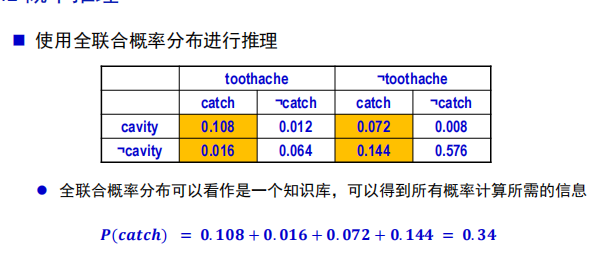 ■ 使用全联合概率分布进行推理
toothache ¬toothache
catch ¬catch catch ¬catch
cavity 0.108 0.012 0.072 0.008
¬cavity 0.016 0.064 0.144 0.576
● 全联合概率分布可以看作是一个知识库，可以得到所有概率计算所需的信息
P(catch) = 0.108 + 0.016 + 0.072 + 0.144 = 0.34